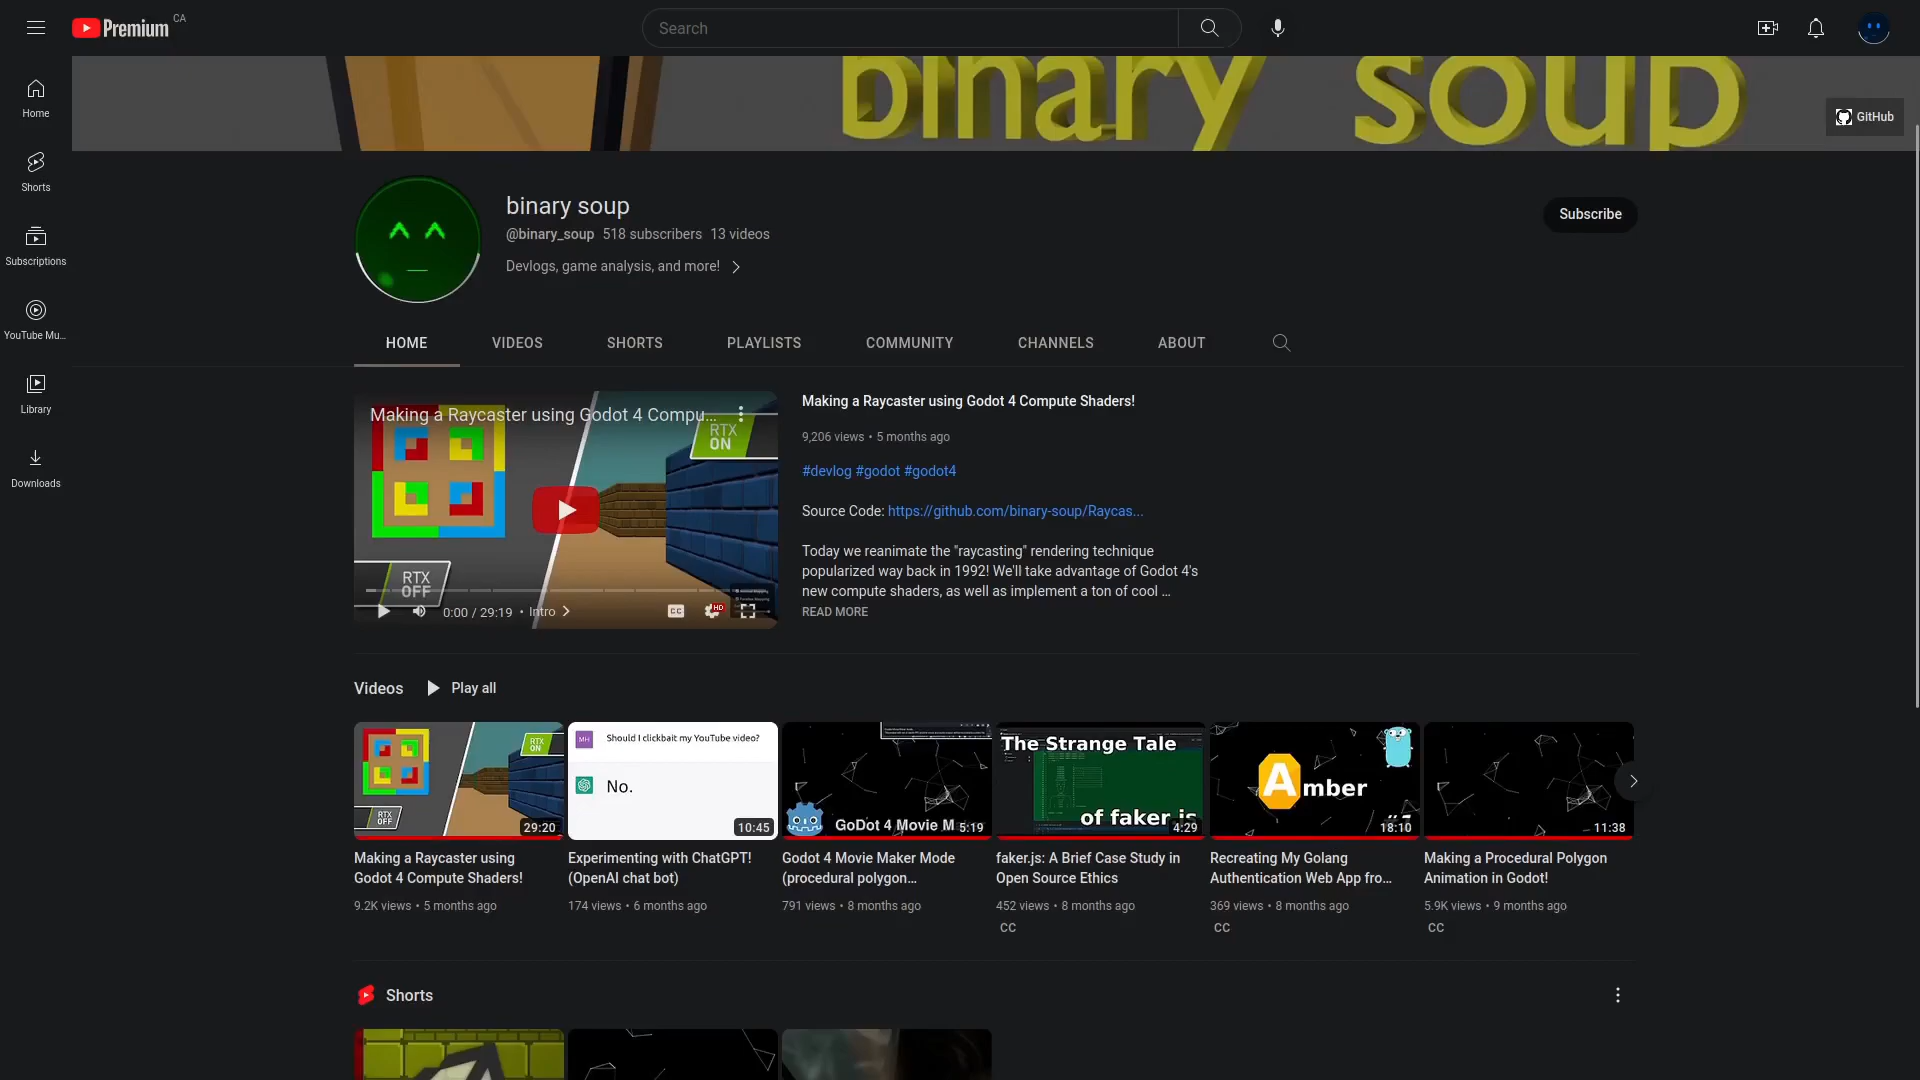 Premium CA
Search
binary soup
GitHub
Home
Shorts
Subscriptions
YouTube Mu...
Library
Downloads
binary soup
@binary_soup 518 subscribers 13 videos
Devlogs, game analysis, and more!
Subscribe
HOME VIDEOS SHORTS PLAYLISTS COMMUNITY CHANNELS ABOUT
Making a Raycaster using Godot 4 Compu...
RTX
ON
RTX
OFF
0:00 / 29:19 • Intro
CC HD
Making a Raycaster using Godot 4 Compute Shaders!
9,206 views • 5 months ago
#devlog #godot #godot4
Source Code: https://github.com/binary-soup/Raycas...
Today we reanimate the "raycasting" rendering technique
popularized way back in 1992! We'll take advantage of Godot 4's
new compute shaders, as well as implement a ton of cool ...
READ MORE
Videos Play all
RTX
ON
RTX
OFF
29:20
Making a Raycaster using
Godot 4 Compute Shaders!
9.2K views • 5 months ago
MH Should I clickbait my YouTube video?
No.
10:45
Experimenting with ChatGPT!
(OpenAI chat bot)
174 views • 6 months ago
GoDot 4 Movie M
5:19
Godot 4 Movie Maker Mode
(procedural polygon...
791 views • 8 months ago
The Strange Tale
of faker.js
4:29
faker.js: A Brief Case Study in
Open Source Ethics
452 views • 8 months ago
CC
Amber
18:10
Recreating My Golang
Authentication Web App fro...
369 views • 8 months ago
CC
11:38
Making a Procedural Polygon
Animation in Godot!
5.9K views • 9 months ago
CC
Shorts